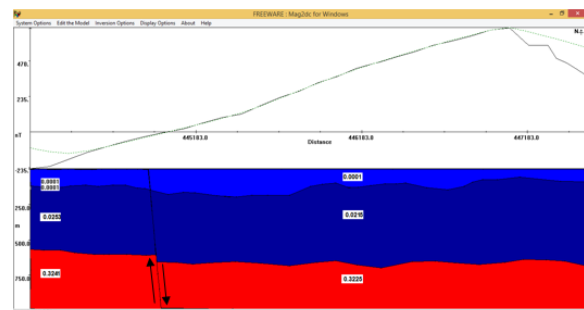 FREEWARE : Mag2dc for Windows
System Options Edit the Model Inversion Options Display Options About Help
470.
235.
nT
445183.0 446183.0 447183.0
Distance
-235.
0.0001
0.0001
0.0001
250.0
0.0253
0.0215
m
500.0
0.3241
0.3225
750.0